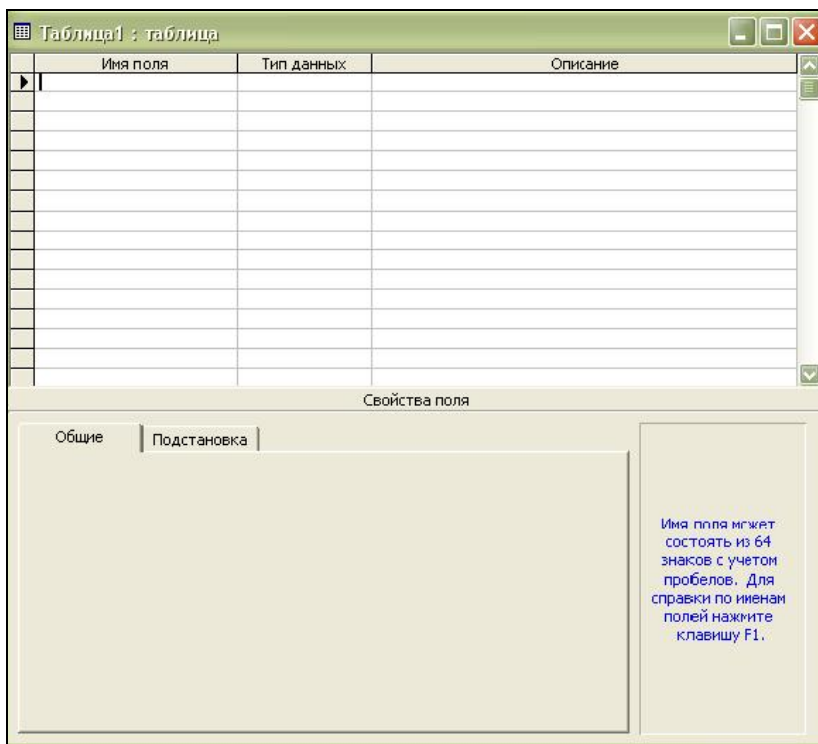 Таблица1 : таблица
Имя поля Тип данных Описание
Свойства поля
Общие Подстановка
Имя поля может
состоять из 64
знаков с учетом
пробелов. Для
справки по именам
полей нажмите
клавишу F1.